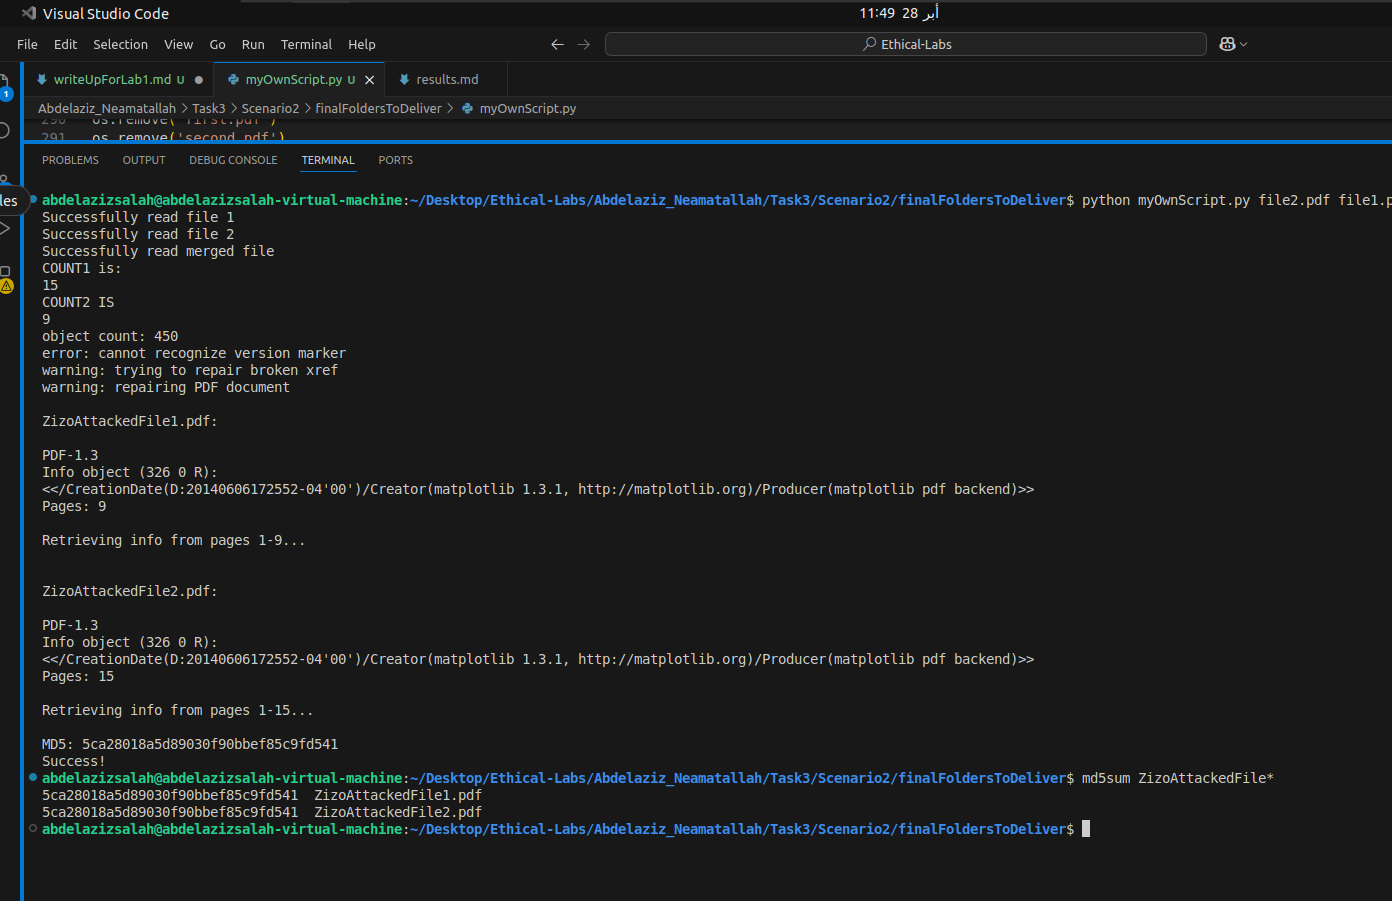 Visual Studio Code
11:49 28 أبر
File Edit Selection View Go Run Terminal Help
Ethical-Labs
writeUpForLab1.md U
myOwnScript.py U
results.md
Abdelaziz_Neamatallah > Task3 > Scenario2 > finalFoldersToDeliver > myOwnScript.py
290 os.remove('first.pdf')
291 os.remove('second.pdf')
1
PROBLEMS OUTPUT DEBUG CONSOLE TERMINAL PORTS
les
abdelazizsalah@abdelazizsalah-virtual-machine:~/Desktop/Ethical-Labs/Abdelaziz_Neamatallah/Task3/Scenario2/finalFoldersToDeliver$ python myOwnScript.py file2.pdf file1.p
Successfully read file 1
Successfully read file 2
Successfully read merged file
COUNT1 is:
15
COUNT2 IS
9
object count: 450
error: cannot recognize version marker
warning: trying to repair broken xref
warning: repairing PDF document
ZizoAttackedFile1.pdf:
PDF-1.3
Info object (326 0 R):
<</CreationDate(D:20140606172552-04'00')/Creator(matplotlib 1.3.1, http://matplotlib.org)/Producer(matplotlib pdf backend)>>
Pages: 9
Retrieving info from pages 1-9...
ZizoAttackedFile2.pdf:
PDF-1.3
Info object (326 0 R):
<</CreationDate(D:20140606172552-04'00')/Creator(matplotlib 1.3.1, http://matplotlib.org)/Producer(matplotlib pdf backend)>>
Pages: 15
Retrieving info from pages 1-15...
MD5: 5ca28018a5d89030f90bbef85c9fd541
Success!
abdelazizsalah@abdelazizsalah-virtual-machine:~/Desktop/Ethical-Labs/Abdelaziz_Neamatallah/Task3/Scenario2/finalFoldersToDeliver$ md5sum ZizoAttackedFile*
5ca28018a5d89030f90bbef85c9fd541  ZizoAttackedFile1.pdf
5ca28018a5d89030f90bbef85c9fd541  ZizoAttackedFile2.pdf
abdelazizsalah@abdelazizsalah-virtual-machine:~/Desktop/Ethical-Labs/Abdelaziz_Neamatallah/Task3/Scenario2/finalFoldersToDeliver$